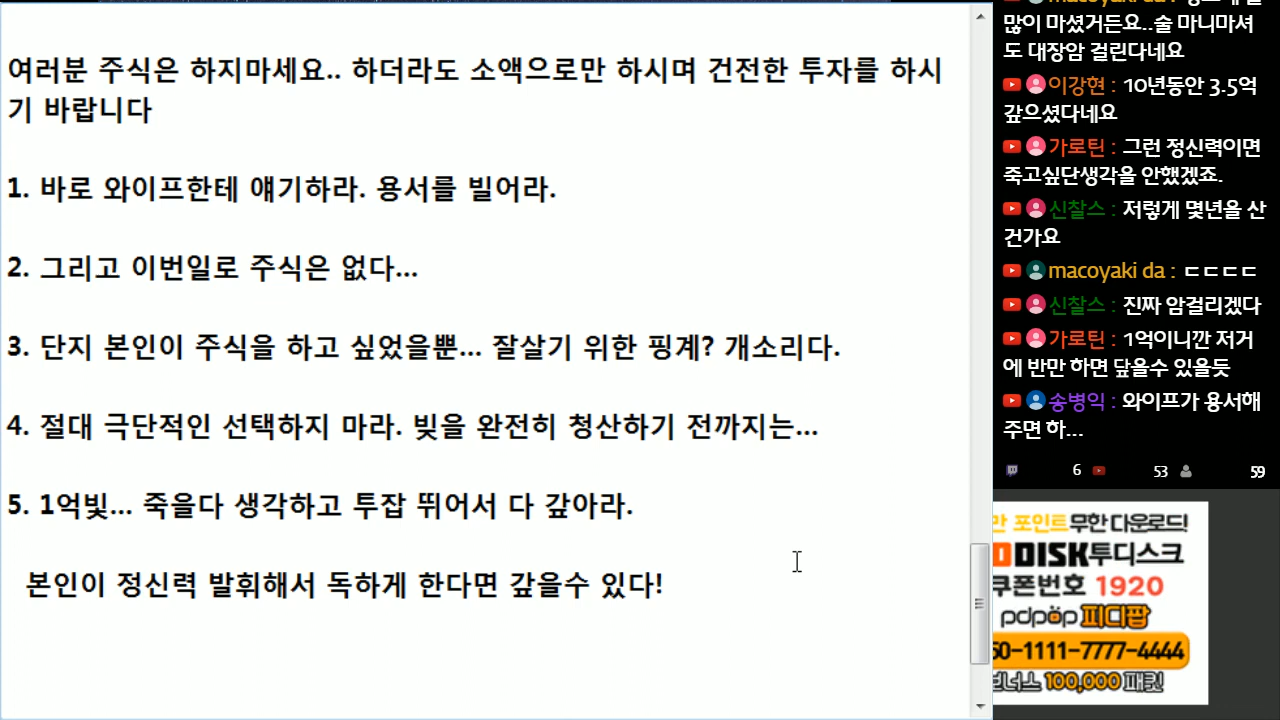 여러분 주식은 하지마세요.. 하더라도 소액으로만 하시며 건전한 투자를 하시
기 바랍니다
1. 바로 와이프한테 얘기하라. 용서를 빌어라.
2. 그리고 이번일로 주식은 없다...
3. 단지 본인이 주식을 하고 싶었을뿐... 잘살기 위한 핑계? 개소리다.
4. 절대 극단적인 선택하지 마라. 빚을 완전히 청산하기 전까지는...
5. 1억빛... 죽을다 생각하고 투잡 뛰어서 다 갚아라.
본인이 정신력 발휘해서 독하게 한다면 갚을수 있다!
많이 마셨거든요..술 마니마셔
도 대장암 걸린다네요
이강현 : 10년동안 3.5억
갚으셨다네요
가로틴 : 그런 정신력이면
죽고싶단생각을 안했겠죠.
신찰스 : 저렇게 몇년을 산
건가요
macoyaki da : ㄷㄷㄷㄷ
신찰스 : 진짜 암걸리겠다
가로틴 : 1억이니깐 저거
에 반만 하면 닾을수 있을듯
송병익 : 와이프가 용서해
주면 하...
6 53 59
포인트무한다운로드!
DISK투디스크
쿠폰번호 1920
pdpop 피디팝
50-1111-7777-4444
보너스 100,000 패킷